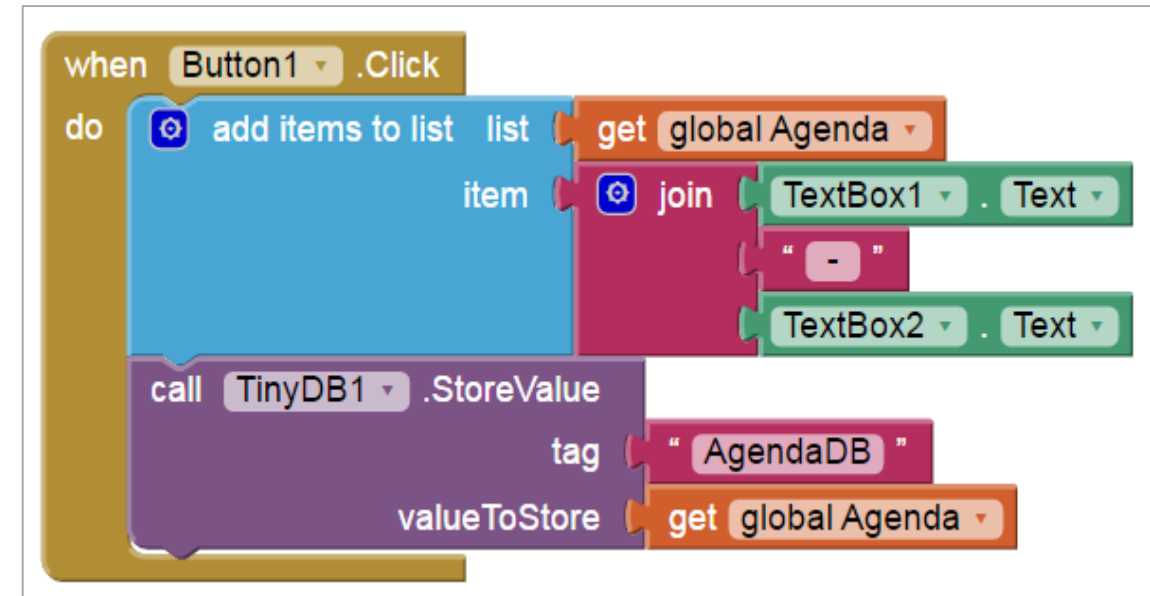 when Button1 .Click
do add items to list list get global Agenda
item join TextBox1 . Text
“ - ”
TextBox2 . Text
call TinyDB1 .StoreValue
tag “ AgendaDB ”
valueToStore get global Agenda